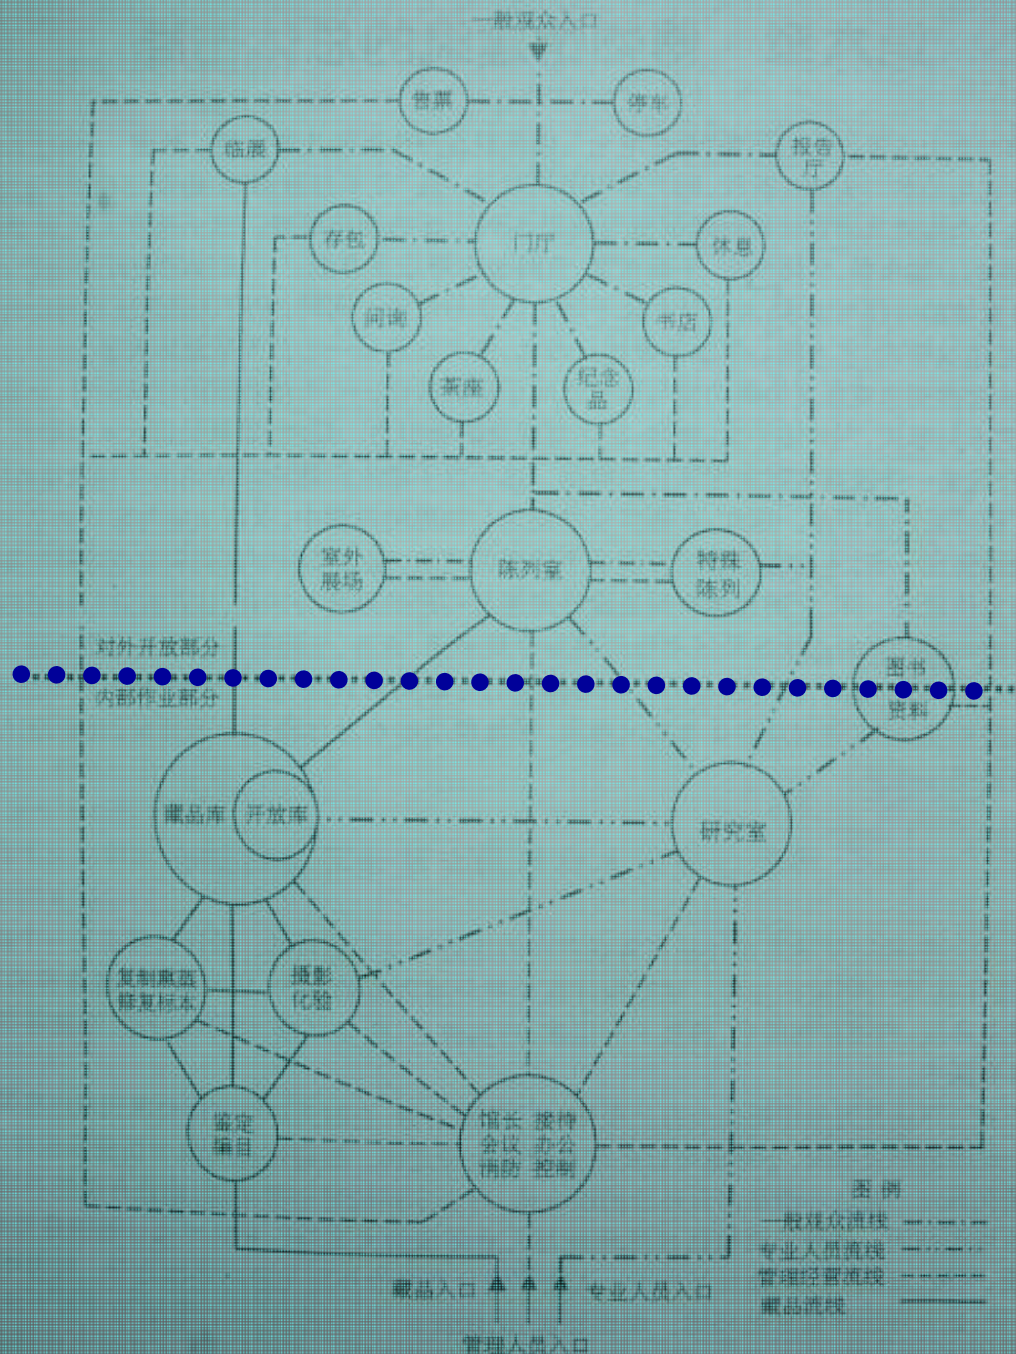 一般观众入口
售票
停车
临展
报告
厅
存包
门厅
休息
问询
书店
茶座
纪念
品
室外
展场
陈列室
特殊
陈列
对外开放部分
图书
内部作业部分
资料
藏品库
开放库
研究室
复制熏蒸
修复标本
摄影
化验
鉴定
编目
馆长 接待
会议 办公
消防 控制
图例
一般观众流线
专业人员流线
管理经营流线
藏品流线
藏品入口
专业人员入口
管理人员入口